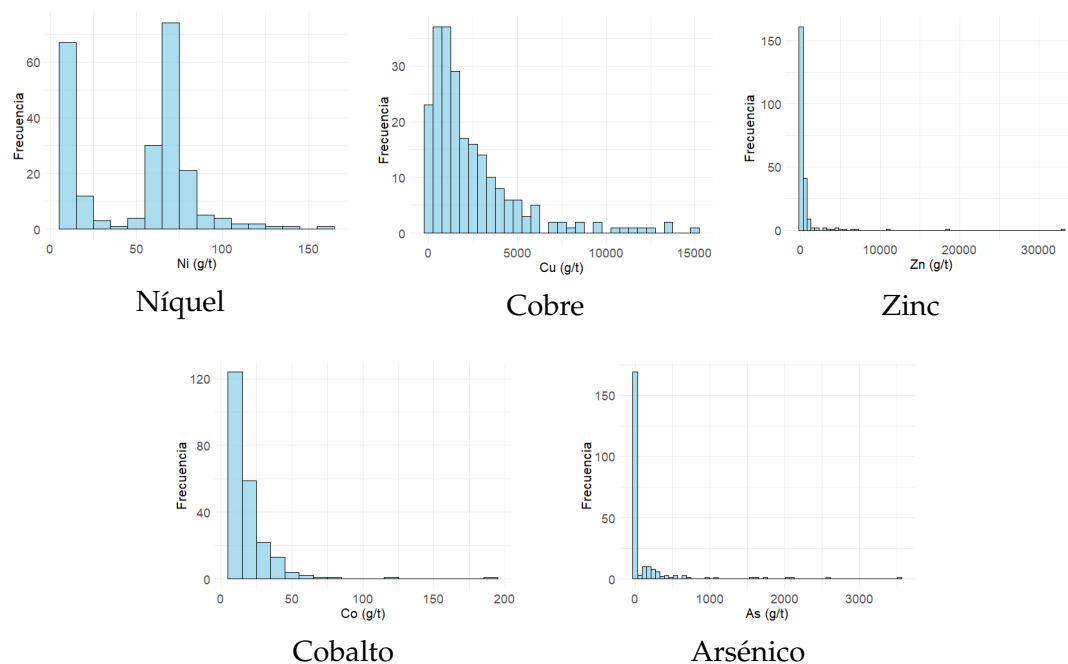 Frecuencia
60
40
20
0
0 50 100 150
Ni (g/t)
Níquel
Frecuencia
30
20
10
0
0 5000 10000 15000
Cu (g/t)
Cobre
Frecuencia
150
100
50
0
0 10000 20000 30000
Zn (g/t)
Zinc
Frecuencia
120
80
40
0
0 50 100 150 200
Co (g/t)
Cobalto
Frecuencia
150
100
50
0
0 1000 2000 3000
As (g/t)
Arsénico